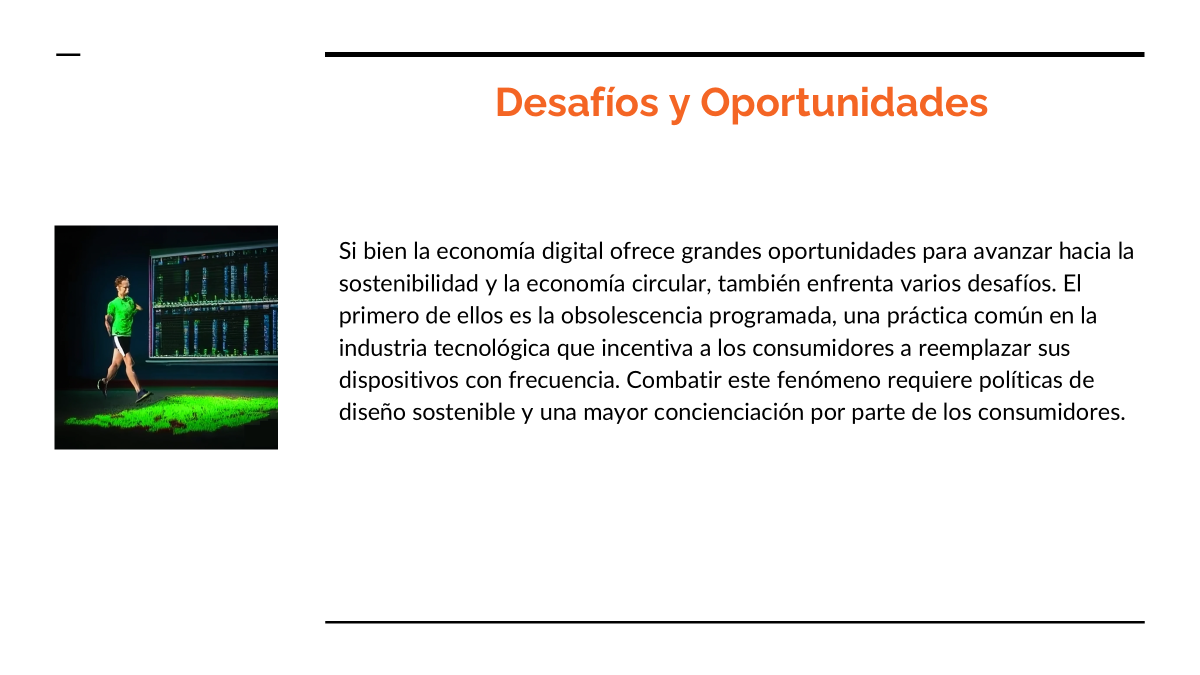 Desafíos y Oportunidades
Si bien la economía digital ofrece grandes oportunidades para avanzar hacia la
sostenibilidad y la economía circular, también enfrenta varios desafíos. El
primero de ellos es la obsolescencia programada, una práctica común en la
industria tecnológica que incentiva a los consumidores a reemplazar sus
dispositivos con frecuencia. Combatir este fenómeno requiere políticas de
diseño sostenible y una mayor concienciación por parte de los consumidores.